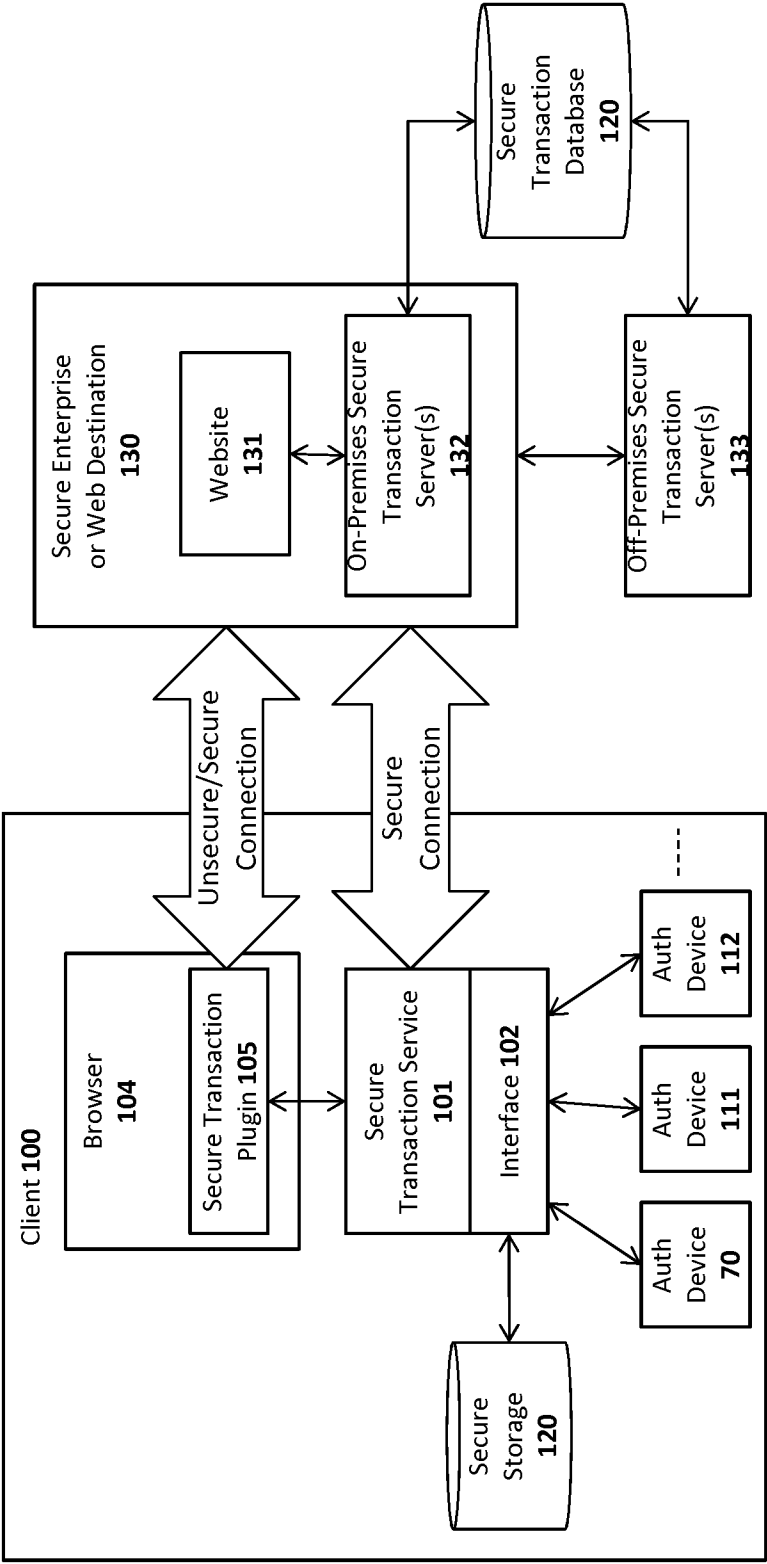 Client 100
Browser
104
Secure Transaction
Plugin 105
Secure
Transaction Service
101
Interface 102
Secure
Storage
120
Auth
Device
70
Auth
Device
111
Auth
Device
112
----
Unsecure/Secure
Connection
Secure
Connection
Secure Enterprise
or Web Destination
130
Website
131
On-Premises Secure
Transaction
Server(s)
132
Secure
Transaction
Database
120
Off-Premises Secure
Transaction
Server(s)
133